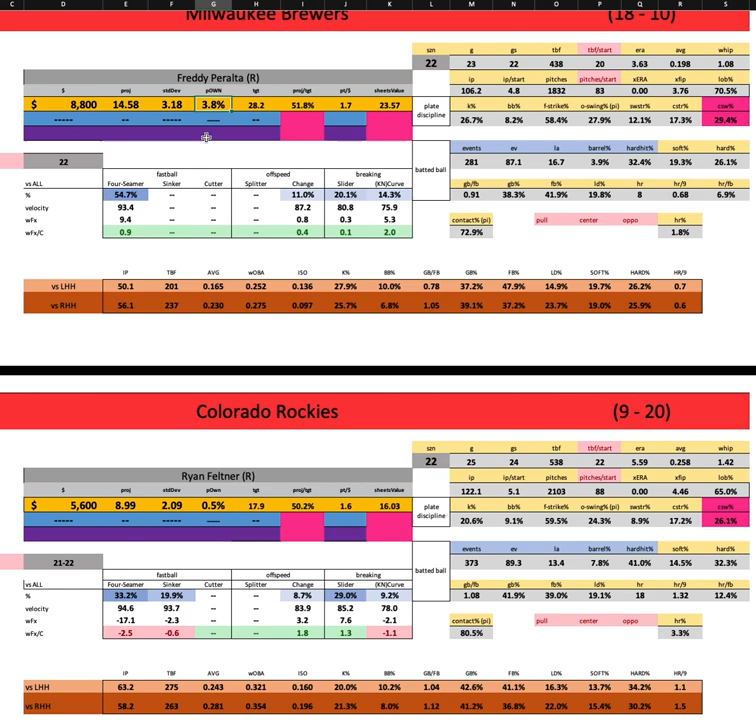 C D E F G H I J K L M N O P Q R S
Milwaukee Brewers (18 - 10)
szn g gs tbf tbf/start era avg whip
22 23 22 438 20 3.63 0.198 1.08
Freddy Peralta (R) ip ip/start pitches pitches/start xERA xfip lob%
$ proj stdDev pOWN tgt proj/tgt pt/$ sheetsValue 106.2 4.8 1832 83 0.00 3.76 70.5%
$ 8,800 14.58 3.18 3.8% 28.2 51.8% 1.7 23.57 plate discipline k% bb% f-strike% o-swing% (pi) swstr% cstr% csw%
----- -- -- ---- -- 26.7% 8.2% 58.4% 27.9% 12.1% 17.3% 29.4%
events ev la barrel% hardhit% soft% hard%
22 batted ball 281 87.1 16.7 3.9% 32.4% 19.3% 26.1%
fastball offspeed breaking
vs ALL Four-Seamer Sinker Cutter Splitter Change Slider (KN)Curve gb/fb gb% fb% ld% hr hr/9 hr/fb
% 54.7% -- -- -- 11.0% 20.1% 14.3% 0.91 38.3% 41.9% 19.8% 8 0.68 6.9%
velocity 93.4 -- -- -- 87.2 80.8 75.9
wFx 9.4 -- -- -- 0.8 0.3 5.3 contact% (pi) pull center oppo hr%
wFx/C 0.9 -- -- -- 0.4 0.1 2.0 72.9% 1.8%
IP TBF AVG wOBA ISO K% BB% GB/FB GB% FB% LD% SOFT% HARD% HR/9
vs LHH 50.1 201 0.165 0.252 0.136 27.9% 10.0% 0.78 37.2% 47.9% 14.9% 19.7% 26.2% 0.7
vs RHH 56.1 237 0.230 0.275 0.097 25.7% 6.8% 1.05 39.1% 37.2% 23.7% 19.0% 25.9% 0.6
Colorado Rockies (9 - 20)
szn g gs tbf tbf/start era avg whip
22 25 24 538 22 5.59 0.258 1.42
Ryan Feltner (R) ip ip/start pitches pitches/start xERA xfip lob%
$ proj stdDev pOwn tgt proj/tgt pt/$ sheetsValue 122.1 5.1 2103 88 0.00 4.46 65.0%
$ 5,600 8.99 2.09 0.5% 17.9 50.2% 1.6 16.03 plate discipline k% bb% f-strike% o-swing% (pi) swstr% cstr% csw%
----- -- -- ---- -- 20.6% 9.1% 59.5% 24.3% 8.9% 17.2% 26.1%
events ev la barrel% hardhit% soft% hard%
21-22 batted ball 373 89.0 13.4 7.8% 41.0% 14.5% 32.3%
fastball offspeed breaking
vs ALL Four-Seamer Sinker Cutter Splitter Change Slider (KN)Curve gb/fb gb% fb% ld% hr hr/9 hr/fb
% 33.2% 19.9% -- -- 8.7% 29.0% 9.2% 1.08 41.9% 39.0% 19.1% 18 1.32 12.4%
velocity 94.6 93.7 -- -- 83.9 85.2 78.0
wFx -17.1 -2.3 -- -- 3.2 7.6 -2.1 contact% (pi) pull center oppo hr%
wFx/C -2.5 -0.6 -- -- 1.8 1.3 -1.1 80.5% 3.3%
IP TBF AVG wOBA ISO K% BB% GB/FB GB% FB% LD% SOFT% HARD% HR/9
vs LHH 63.2 275 0.243 0.321 0.160 20.0% 10.2% 1.04 42.6% 41.1% 16.3% 13.7% 34.2% 1.1
vs RHH 58.2 263 0.281 0.354 0.196 21.3% 8.0% 1.12 41.2% 36.8% 22.0% 15.4% 30.2% 1.5